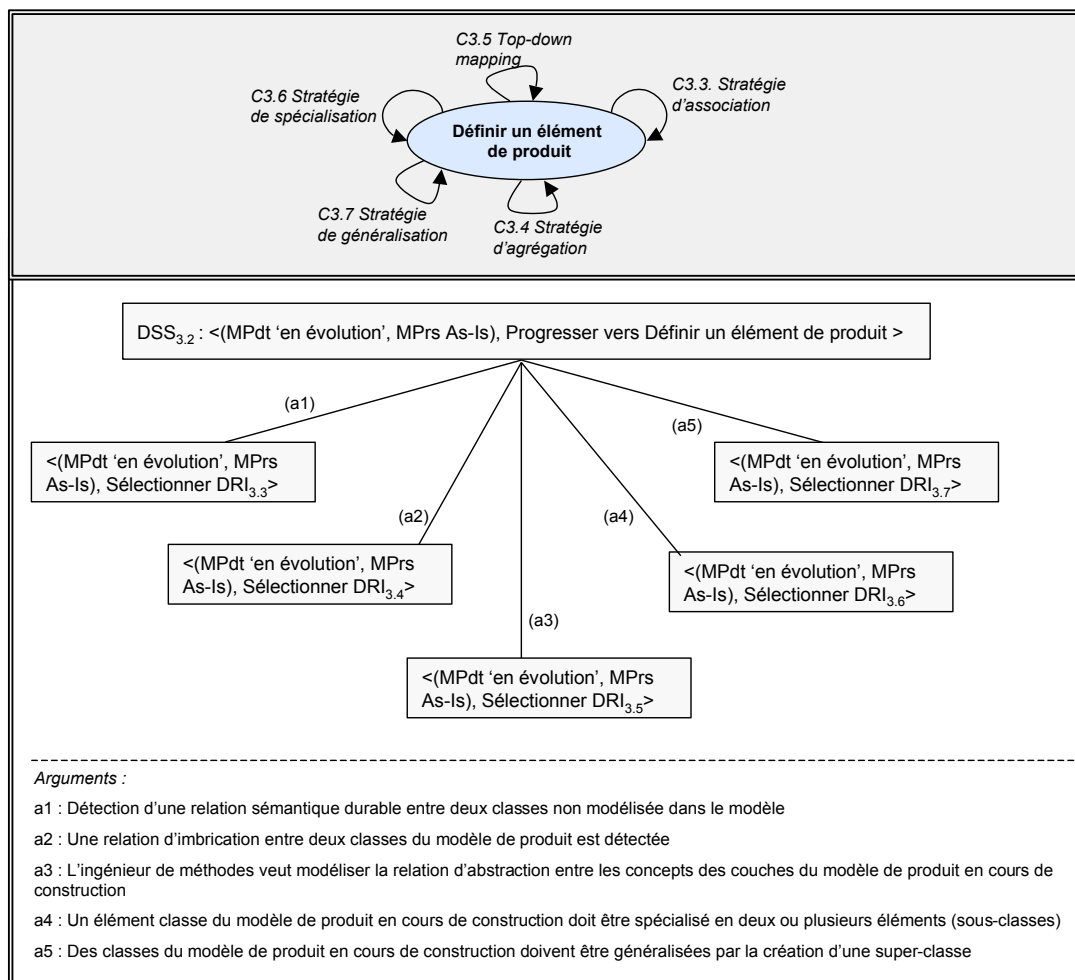 C3.5 Top-down
mapping
C3.6 Stratégie
de spécialisation
C3.3. Stratégie
d'association
Définir un élément
de produit
C3.7 Stratégie
de généralisation
C3.4 Stratégie
d'agrégation
DSS3.2 : <(MPdt 'en évolution', MPrs As-Is), Progresser vers Définir un élément de produit >
(a1)
(a5)
<(MPdt 'en évolution', MPrs
As-Is), Sélectionner DRI3.3>
<(MPdt 'en évolution', MPrs
As-Is), Sélectionner DRI3.7>
(a2)
(a4)
<(MPdt 'en évolution', MPrs
As-Is), Sélectionner DRI3.4>
<(MPdt 'en évolution', MPrs
As-Is), Sélectionner DRI3.6>
(a3)
<(MPdt 'en évolution', MPrs
As-Is), Sélectionner DRI3.5>
Arguments :
a1 : Détection d'une relation sémantique durable entre deux classes non modélisée dans le modèle
a2 : Une relation d'imbrication entre deux classes du modèle de produit est détectée
a3 : L'ingénieur de méthodes veut modéliser la relation d'abstraction entre les concepts des couches du modèle de produit en cours de
construction
a4 : Un élément classe du modèle de produit en cours de construction doit être spécialisé en deux ou plusieurs éléments (sous-classes)
a5 : Des classes du modèle de produit en cours de construction doivent être généralisées par la création d'une super-classe